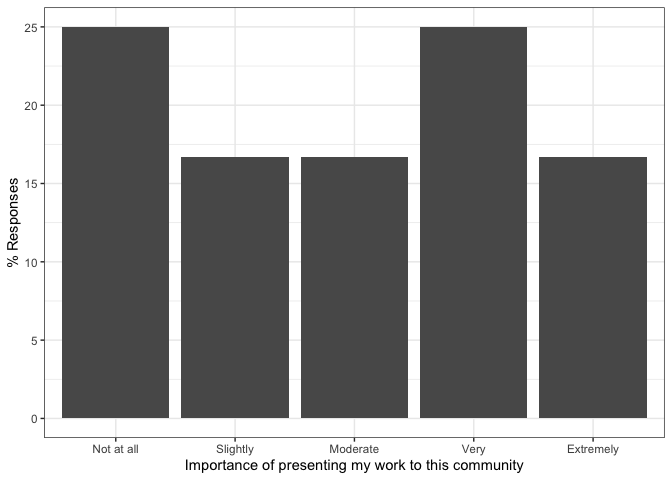 % Responses
25
20
15
10
5
0
Not at all
Slightly
Moderate
Very
Extremely
Importance of presenting my work to this community